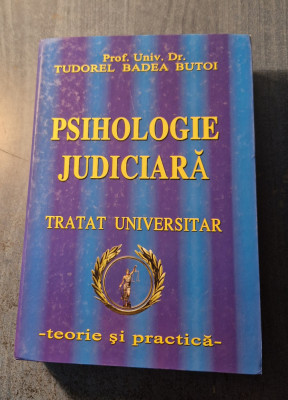 Prof. Univ. Dr.
TUDOREL BADEA BUTOI
PSIHOLOGIE
JUDICIARĂ
TRATAT UNIVERSITAR
-teorie şi practică-